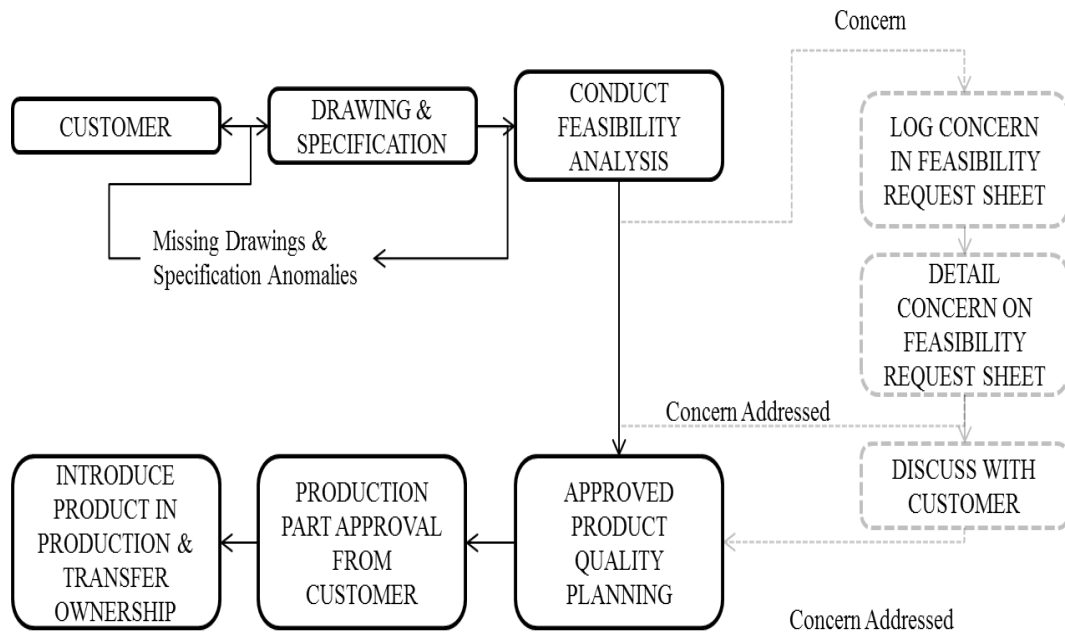 Concern
CUSTOMER
DRAWING &
SPECIFICATION
CONDUCT
FEASIBILITY
ANALYSIS
LOG CONCERN
IN FEASIBILITY
REQUEST SHEET
Missing Drawings &
Specification Anomalies
DETAIL
CONCERN ON
FEASIBILITY
REQUEST SHEET
Concern Addressed
DISCUSS WITH
CUSTOMER
APPROVED
PRODUCT
QUALITY
PLANNING
PRODUCTION
PART APPROVAL
FROM
CUSTOMER
INTRODUCE
PRODUCT IN
PRODUCTION &
TRANSFER
OWNERSHIP
Concern Addressed